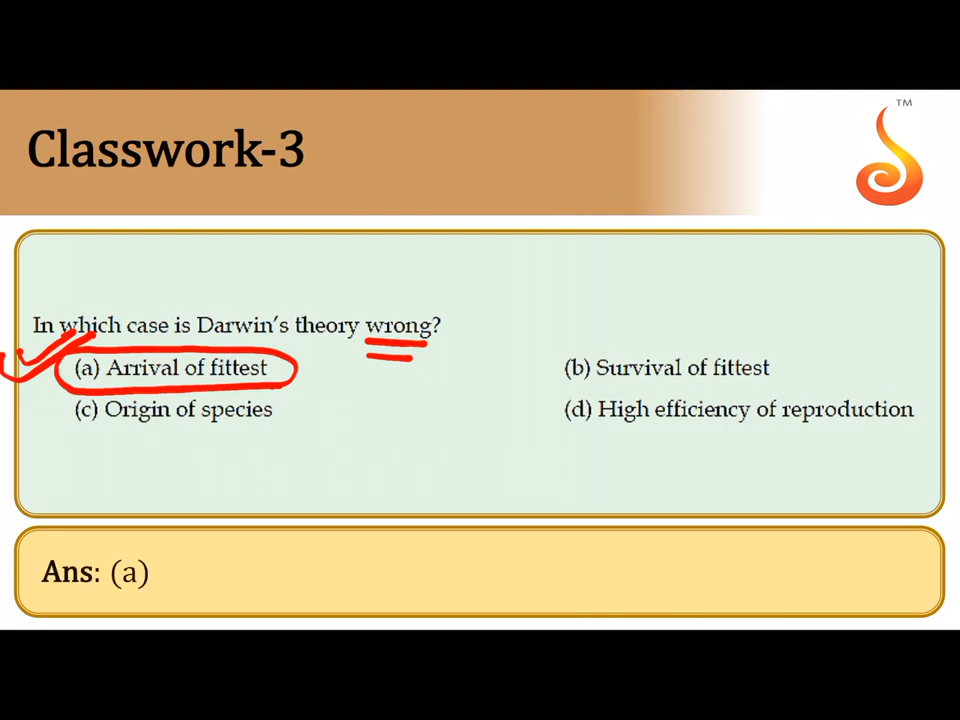 TM
Classwork-3
In which case is Darwin's theory wrong?
(a) Arrival of fittest (b) Survival of fittest
(c) Origin of species (d) High efficiency of reproduction
Ans: (a)